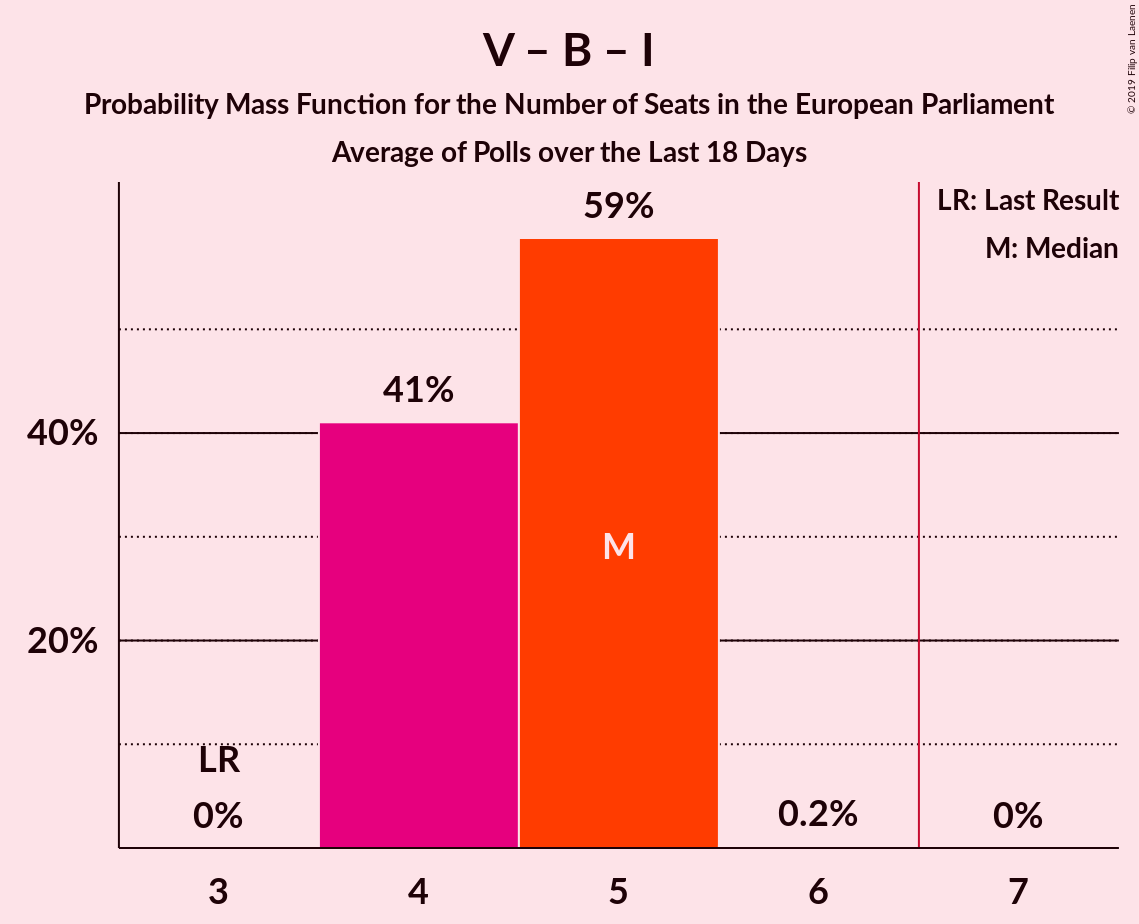 V – B – I
Probability Mass Function for the Number of Seats in the European Parliament
Average of Polls over the Last 18 Days
© 2019 Filip van Laenen
LR: Last Result
M: Median
59%
41%
40%
M
20%
LR
0%
0.2%
0%
3
4
5
6
7